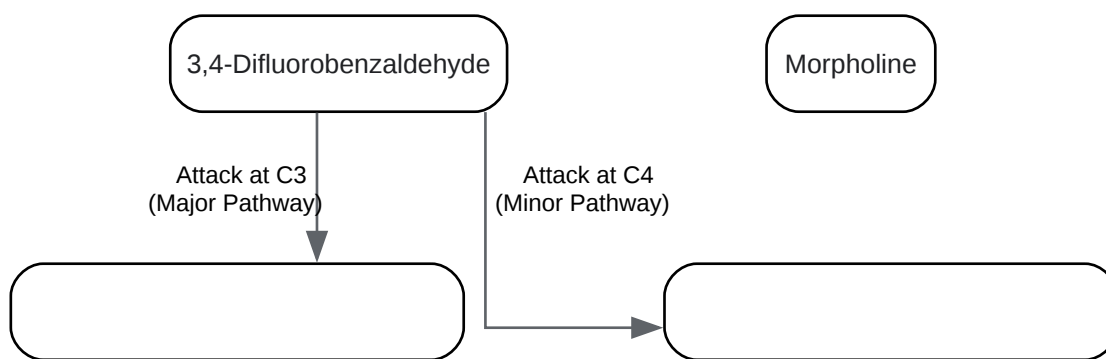 3,4-Difluorobenzaldehyde
Morpholine
Attack at C3
(Major Pathway)
Attack at C4
(Minor Pathway)